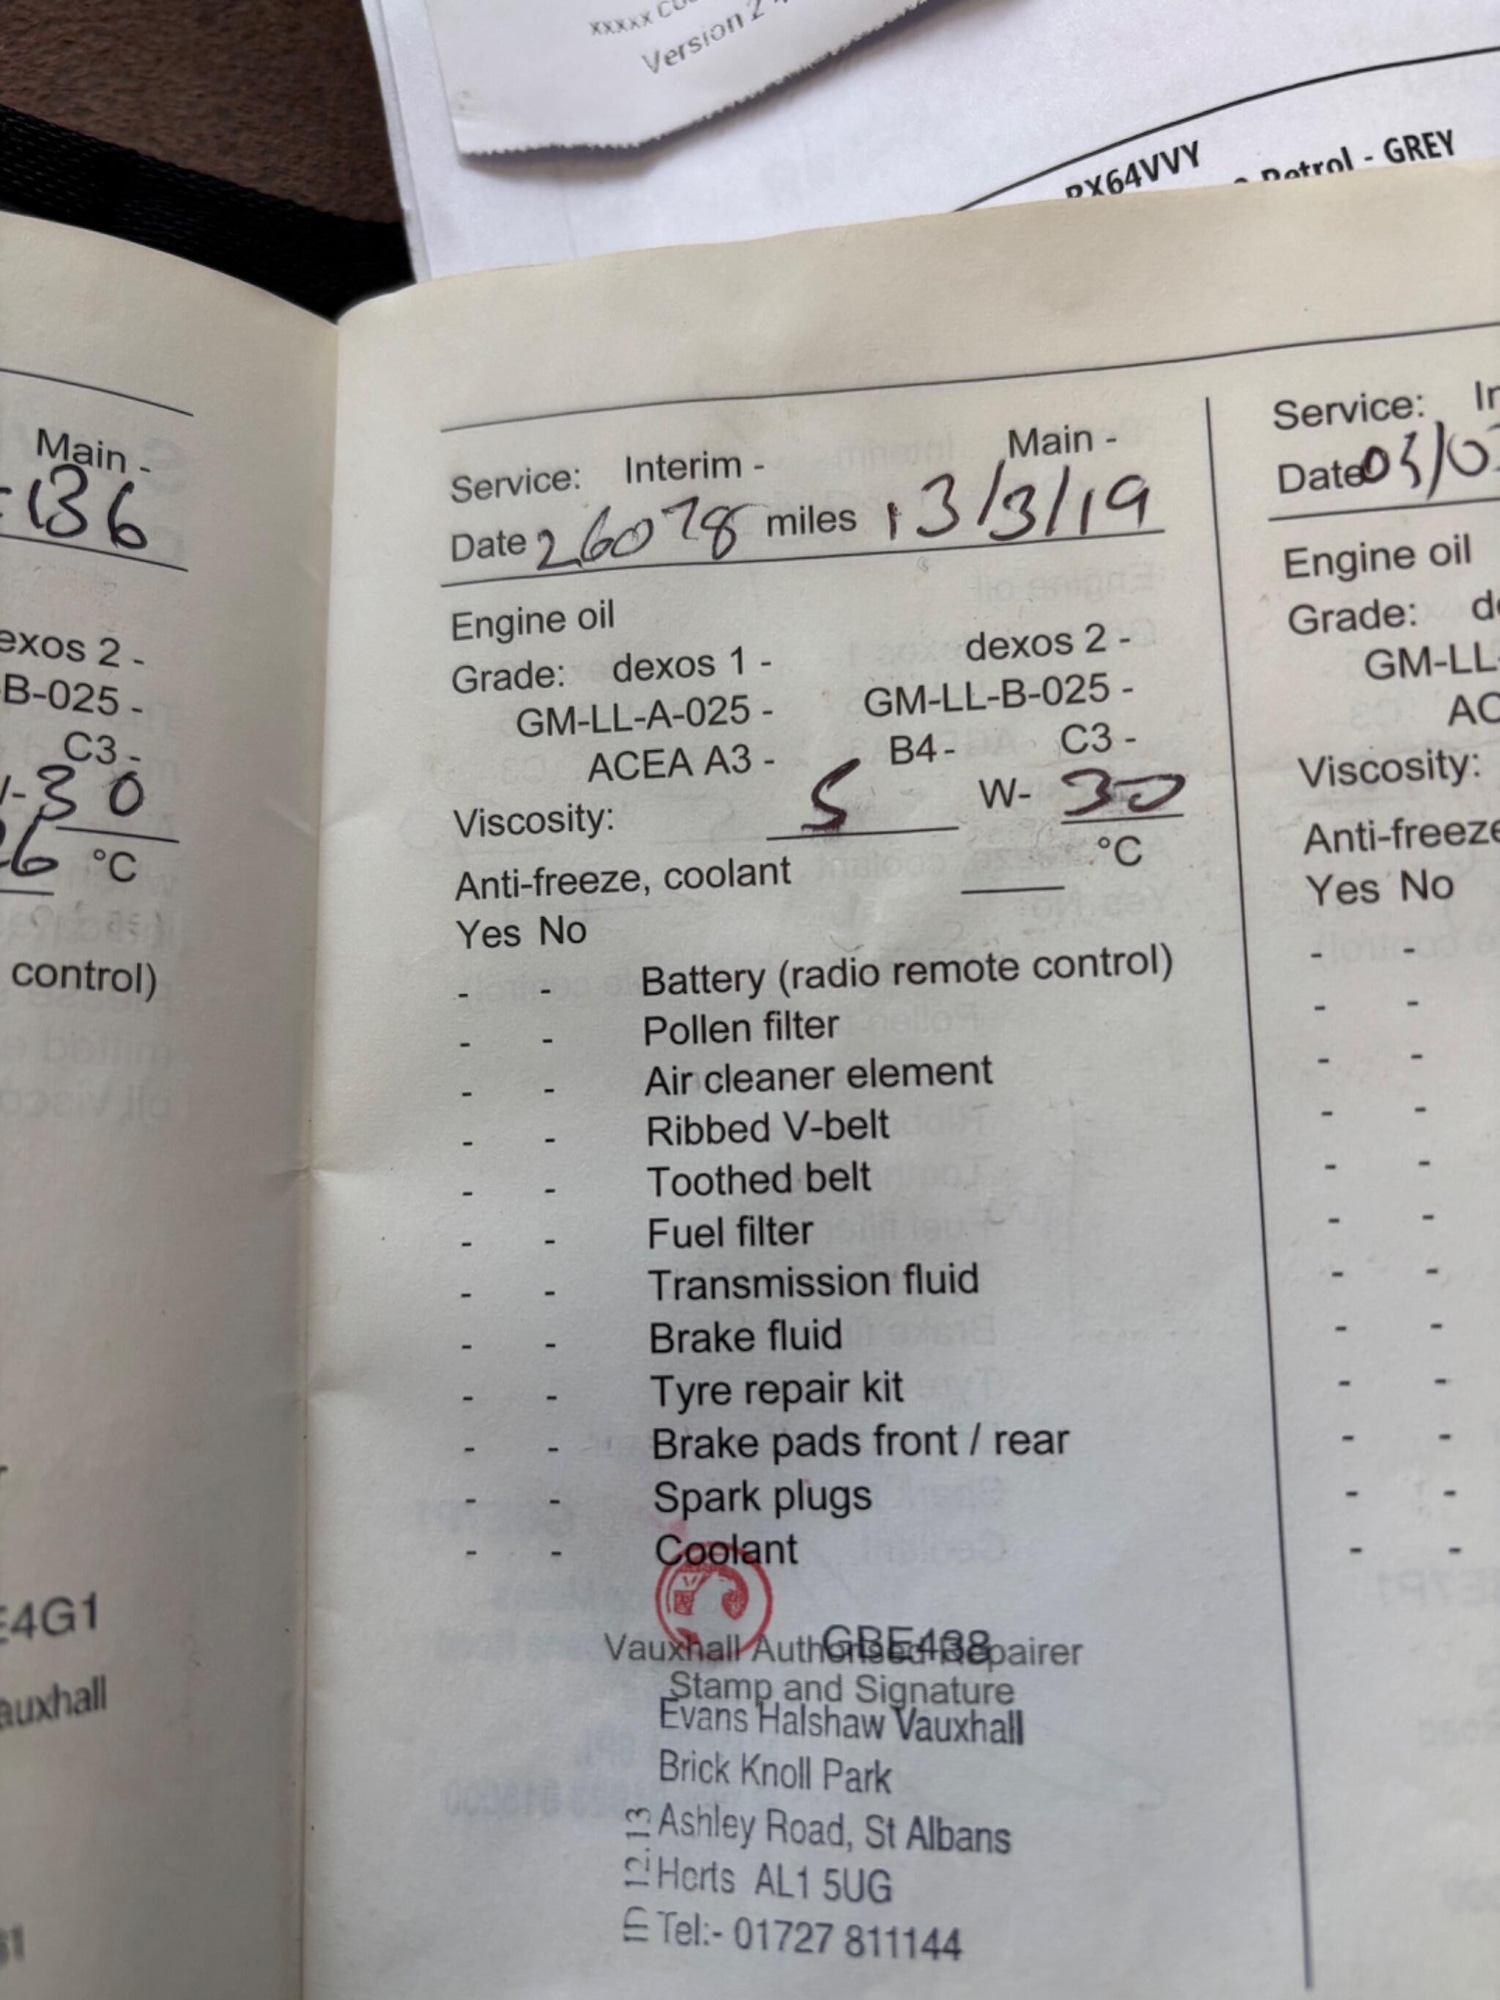 xxxxx
Version 2
RX64VVY
Petrol - GREY
Main -
136
exos 2 -
B-025 -
C3 -
-30
°C
control)
E4G1
auxhall
Service: Interim - Main -
Date 26078 miles 13/3/19
Engine oil
Grade: dexos 1 - dexos 2 -
GM-LL-A-025 - GM-LL-B-025 -
ACEA A3 - B4 - C3 -
Viscosity: 5 W- 30
Anti-freeze, coolant °C
Yes No
- - Battery (radio remote control)
- - Pollen filter
- - Air cleaner element
- - Ribbed V-belt
- - Toothed belt
- - Fuel filter
- - Transmission fluid
- - Brake fluid
- - Tyre repair kit
- - Brake pads front / rear
- - Spark plugs
- - Coolant
GBE438
Vauxhall Authorised Repairer
Stamp and Signature
Evans Halshaw Vauxhall
Brick Knoll Park
Ashley Road, St Albans
Herts AL1 5UG
Tel:- 01727 811144
12.13
Service:
Date
Engine oil
Grade:
GM-LL-
AC
Viscosity:
Anti-freeze
Yes No